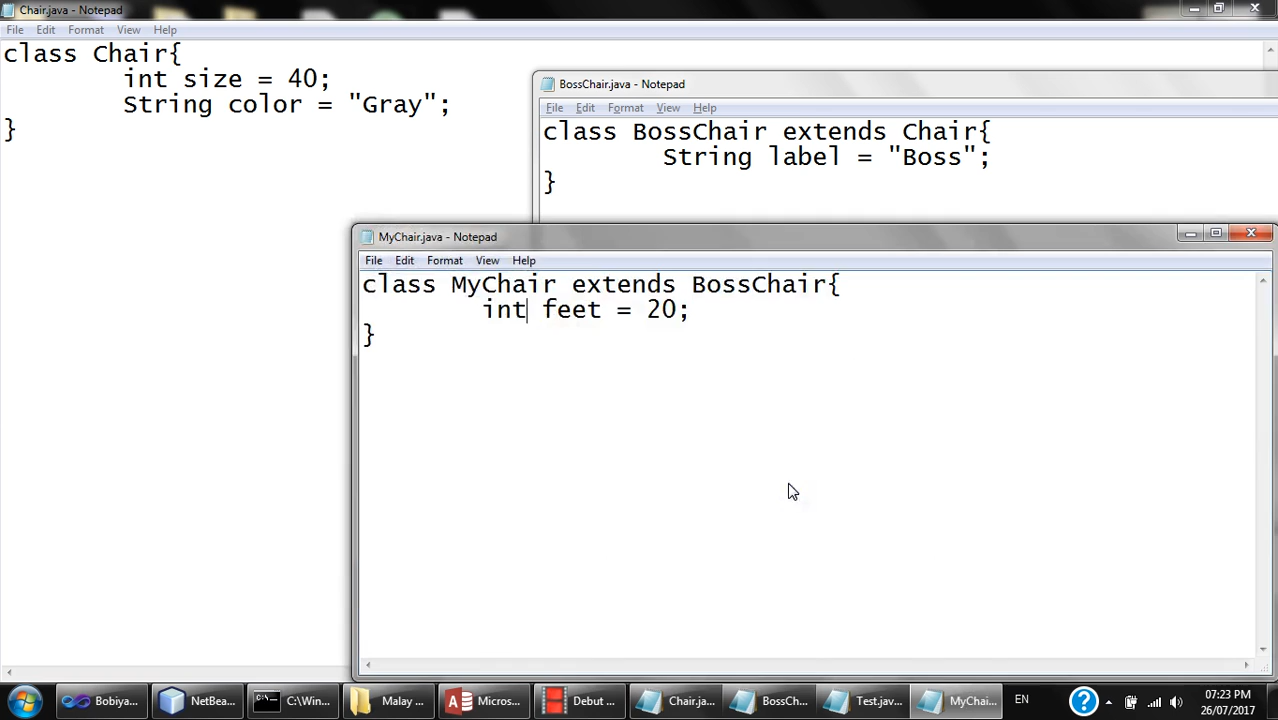 Chair.java - Notepad
File Edit Format View Help
class Chair{
int size = 40;
String color = "Gray";
}
BossChair.java - Notepad
File Edit Format View Help
class BossChair extends Chair{
String label = "Boss";
}
MyChair.java - Notepad
File Edit Format View Help
class MyChair extends BossChair{
int feet = 20;
}
Bobiya... NetBea... C:\Win... Malay ... Micros... Debut ... Chair.ja... BossCh... Test.jav... MyChai... EN ? 07:23 PM
26/07/2017